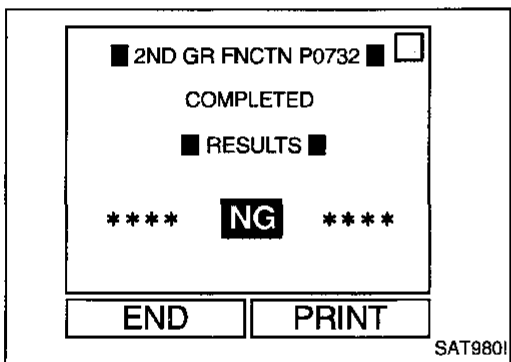 2ND GR FNCTN P0732
COMPLETED
RESULTS
**** NG ****
END PRINT
SAT980I